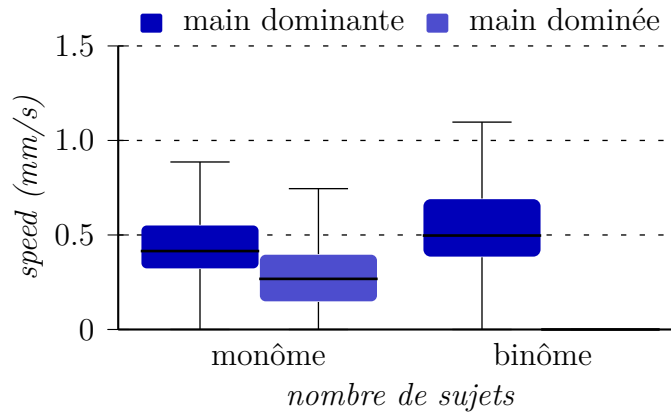 main dominante
main dominée
1.5
1.0
0.5
0
speed (mm/s)
monôme
binôme
nombre de sujets